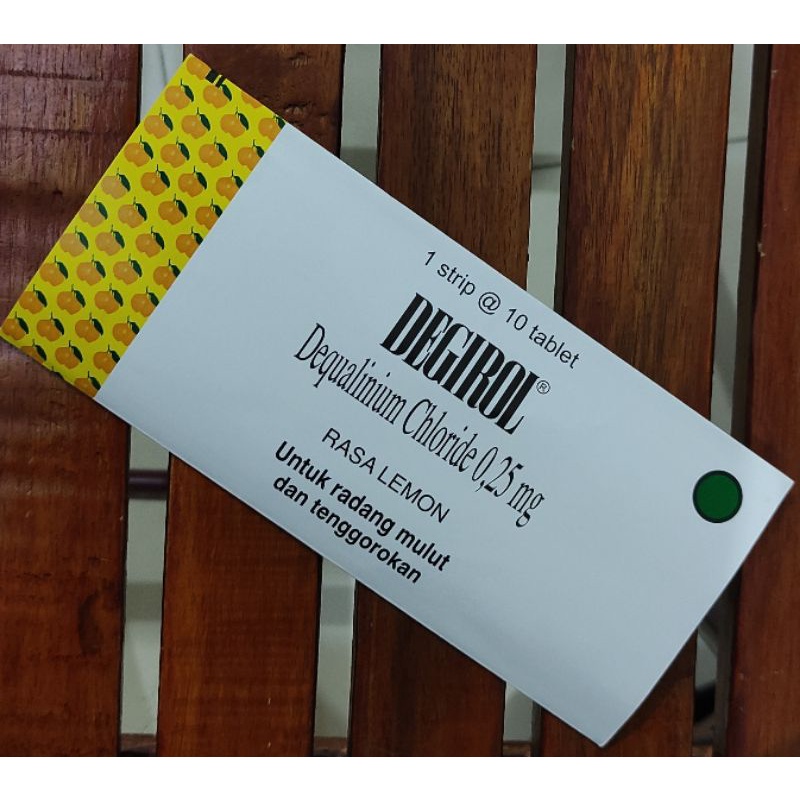 1 strip @ 10 tablet
DEGIROL®
Dequalinium Chloride 0,25 mg
RASA LEMON
Untuk radang mulut
dan tenggorokan